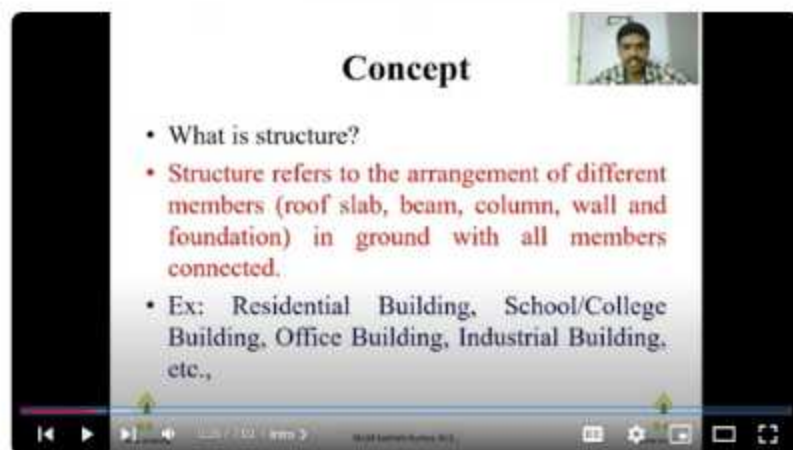 Concept
• What is structure?
• Structure refers to the arrangement of different
members (roof slab, beam, column, wall and
foundation) in ground with all members
connected.
• Ex: Residential Building, School/College
Building, Office Building, Industrial Building,
etc.,
Intro